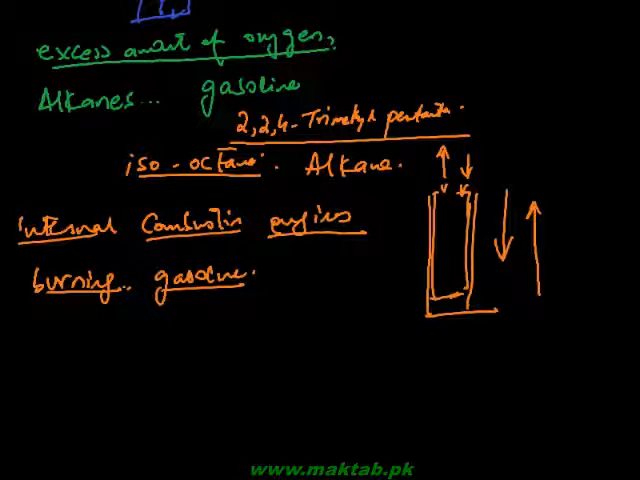 excess amount of oxygen,
Alkanes... gasoline
2,2,4-Trimethyl pentane.
iso-octane. Alkane.
internal Combustin engines
burning.. gasoline.
www.maktab.pk